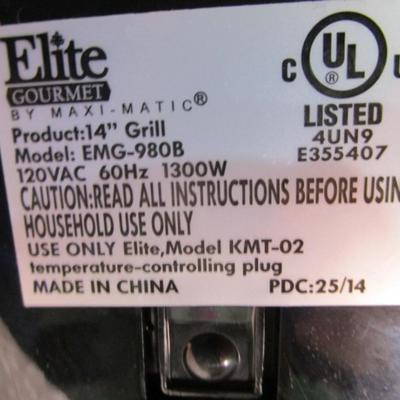 Elite
GOURMET
BY MAXI-MATIC®
Product:14" Grill
Model: EMG-980B
120VAC 60Hz 1300W
C UL U
®
LISTED
4UN9
E355407
CAUTION:READ ALL INSTRUCTIONS BEFORE USIN
HOUSEHOLD USE ONLY
USE ONLY Elite,Model KMT-02
temperature-controlling plug
MADE IN CHINA PDC:25/14